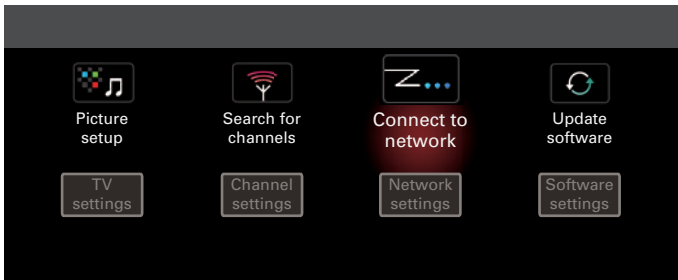 Picture
setup
Search for
channels
Connect to
network
Update
software
TV
settings
Channel
settings
Network
settings
Software
settings